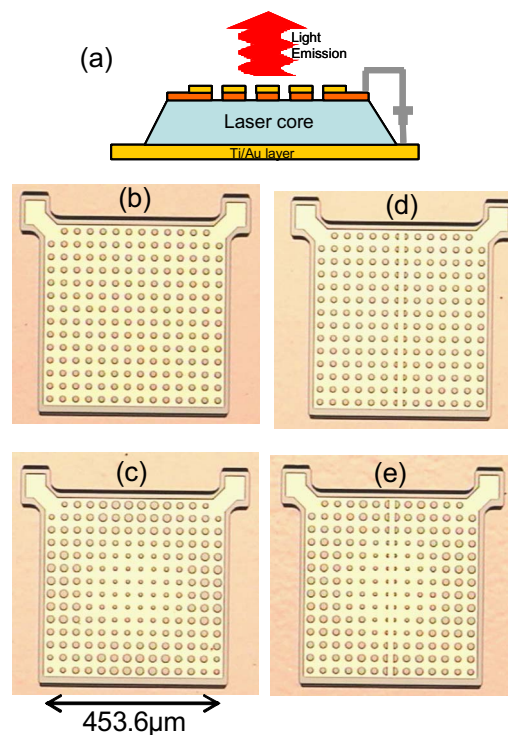 (a)
Light
Emission
Laser core
Ti/Au layer
(b)
(d)
(c)
(e)
453.6µm